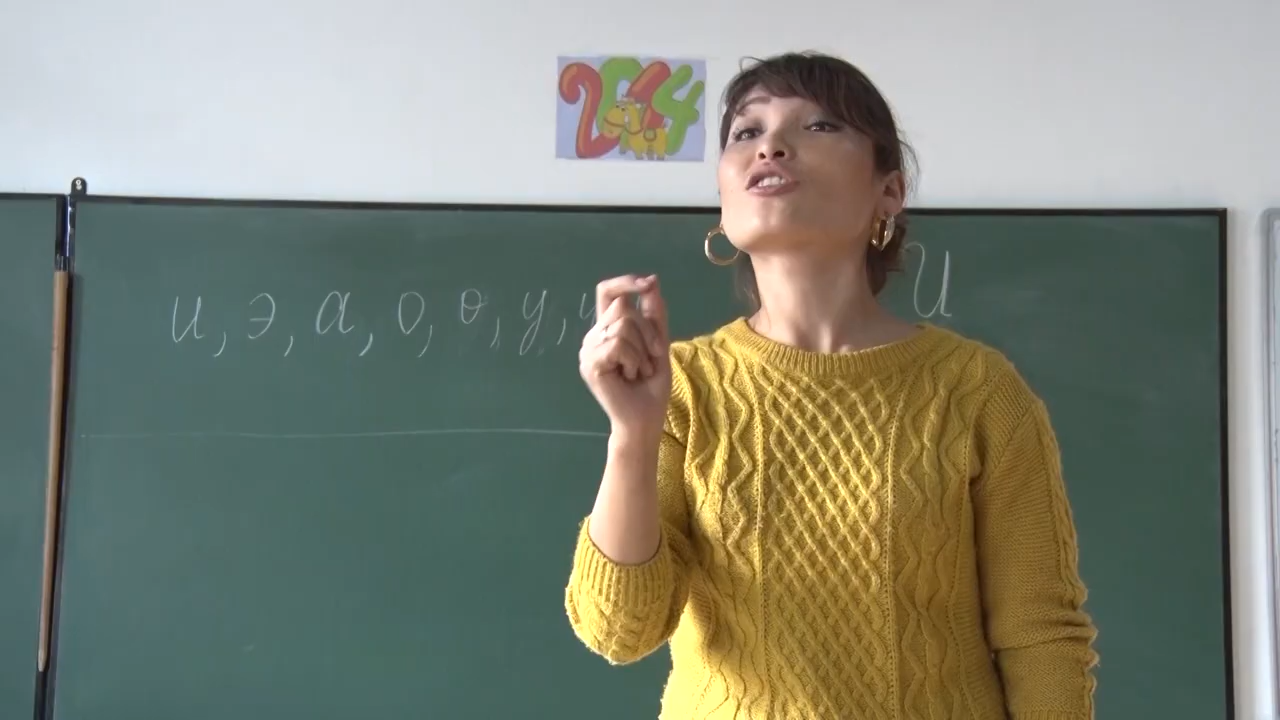 2014
и, э, а, о, ө, у,
И